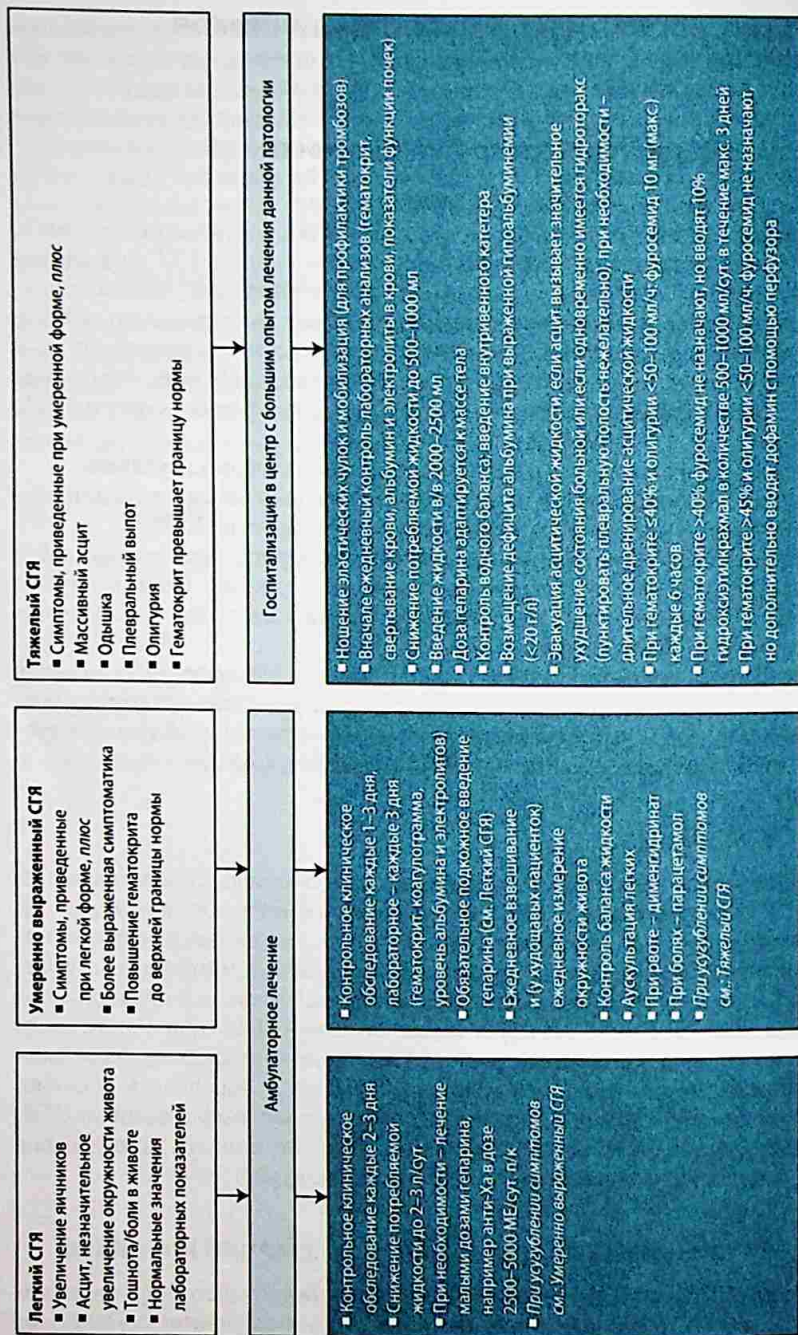 Легкий СГЯ
■ Увеличение яичников
■ Асцит, незначительное
увеличение окружности живота
■ Тошнота/боли в животе
■ Нормальные значения
лабораторных показателей
Умеренно выраженный СГЯ
■ Симптомы, приведенные
при легкой форме, плюс
■ Более выраженная симптоматика
■ Повышение гематокрита
до верхней границы нормы
Тяжелый СГЯ
■ Симптомы, приведенные при умеренной форме, плюс
■ Массивный асцит
■ Одышка
■ Плевральный выпот
■ Олигурия
■ Гематокрит превышает границу нормы
Амбулаторное лечение
Госпитализация в центр с большим опытом лечения данной патологии
■ Контрольное клиническое
обследование каждые 2–3 дня
■ Снижение потребляемой
жидкости до 2–3 л/сут.
■ При необходимости – лечение
малыми дозами гепарина,
например анти-Ха в дозе
2500–5000 МЕ/сут. п/к
■ При усугублении симптомов
см.: Умеренно выраженный СГЯ
■ Контрольное клиническое
обследование каждые 1–3 дня,
лабораторное – каждые 3 дня
(гематокрит, коагулограмма,
уровень альбумина и электролитов)
■ Обязательное подкожное введение
гепарина (см. Легкий СГЯ)
■ Ежедневное взвешивание
и (у худощавых пациенток)
ежедневное измерение
окружности живота
■ Контроль баланса жидкости
■ Аускультация легких
■ При рвоте – дименгидринат
■ При болях – парацетамол
■ При усугублении симптомов
см.: Тяжелый СГЯ
■ Ношение эластических чулок и мобилизация (для профилактики тромбозов)
■ Вначале ежедневный контроль лабораторных анализов (гематокрит,
свертывание крови, альбумин и электролиты в крови, показатели функции почек)
■ Снижение потребляемой жидкости до 500–1000 мл
■ Введение жидкости в/в 2000–2500 мл
■ Доза гепарина адаптируется к массе тела
■ Контроль водного баланса, введение внутривенного катетера
■ Возмещение дефицита альбумина при выраженной гипоальбуминемии
(<20 г/л)
■ Эвакуация асцитической жидкости, если асцит вызывает значительное
ухудшение состояния больной или если одновременно имеется гидроторакс
(пунктировать плевральную полость нежелательно), при необходимости –
длительное дренирование асцитической жидкости
■ При гематокрите ≤40% и олигурии <50–100 мл/ч: фуросемид 10 мг (макс.)
каждые 6 часов
■ При гематокрите >40% фуросемид не назначают, но вводят 10%
гидроксиэтилкрахмал в количестве 500–1000 мл/сут. в течение макс. 3 дней
■ При гематокрите >45% и олигурии <50–100 мл/ч: фуросемид не назначают,
но дополнительно вводят дофамин с помощью перфузора